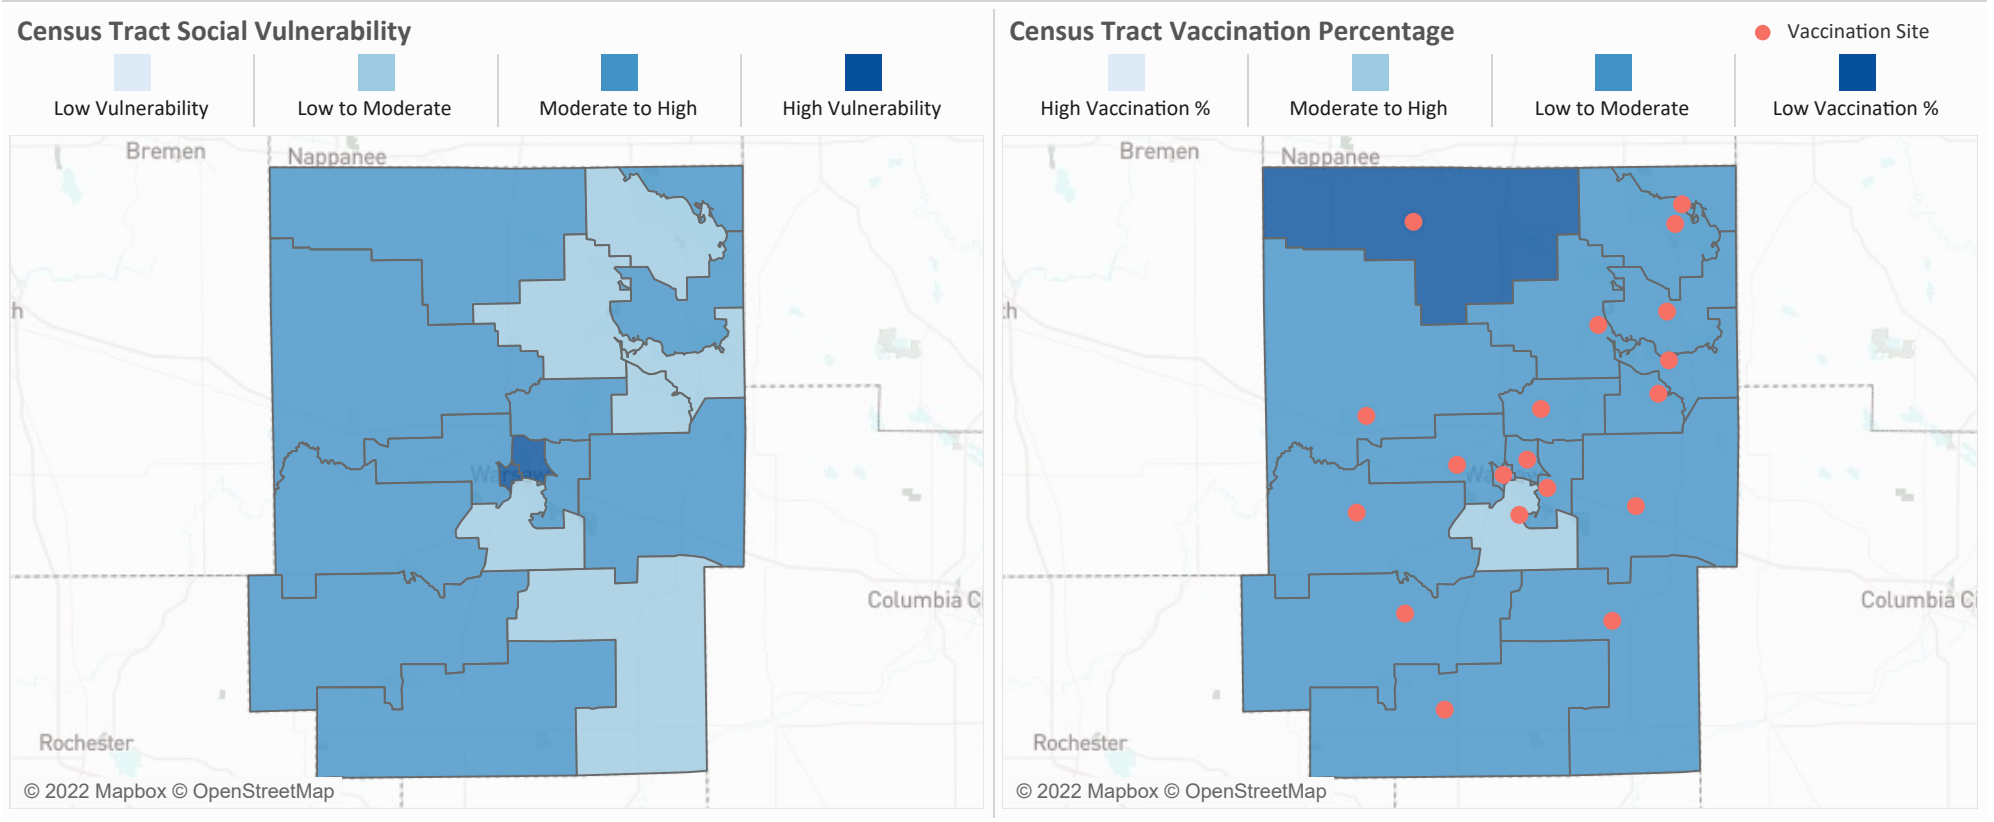 Census Tract Social Vulnerability
Low Vulnerability
Low to Moderate
Moderate to High
High Vulnerability
Bremen
Nappanee
h
Warsaw
Columbia C
Rochester
© 2022 Mapbox © OpenStreetMap
Census Tract Vaccination Percentage
Vaccination Site
High Vaccination %
Moderate to High
Low to Moderate
Low Vaccination %
Bremen
Nappanee
th
Columbia Ci
Rochester
© 2022 Mapbox © OpenStreetMap